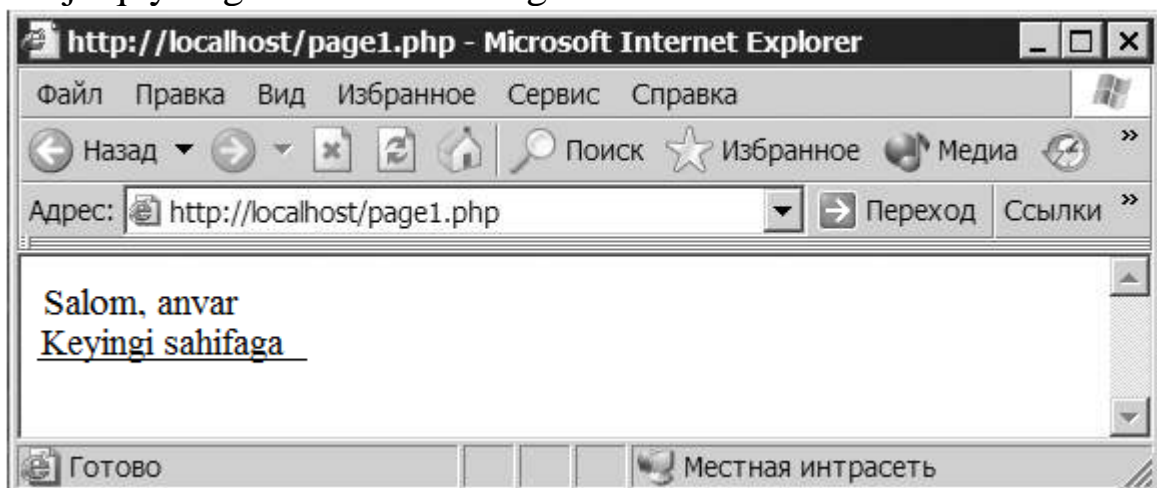 http://localhost/page1.php - Microsoft Internet Explorer
Файл Правка Вид Избранное Сервис Справка
Назад Поиск Избранное Медиа »
Адрес: http://localhost/page1.php Переход Ссылки »
Salom, anvar
Keyingi sahifaga
Готово Местная интрасеть